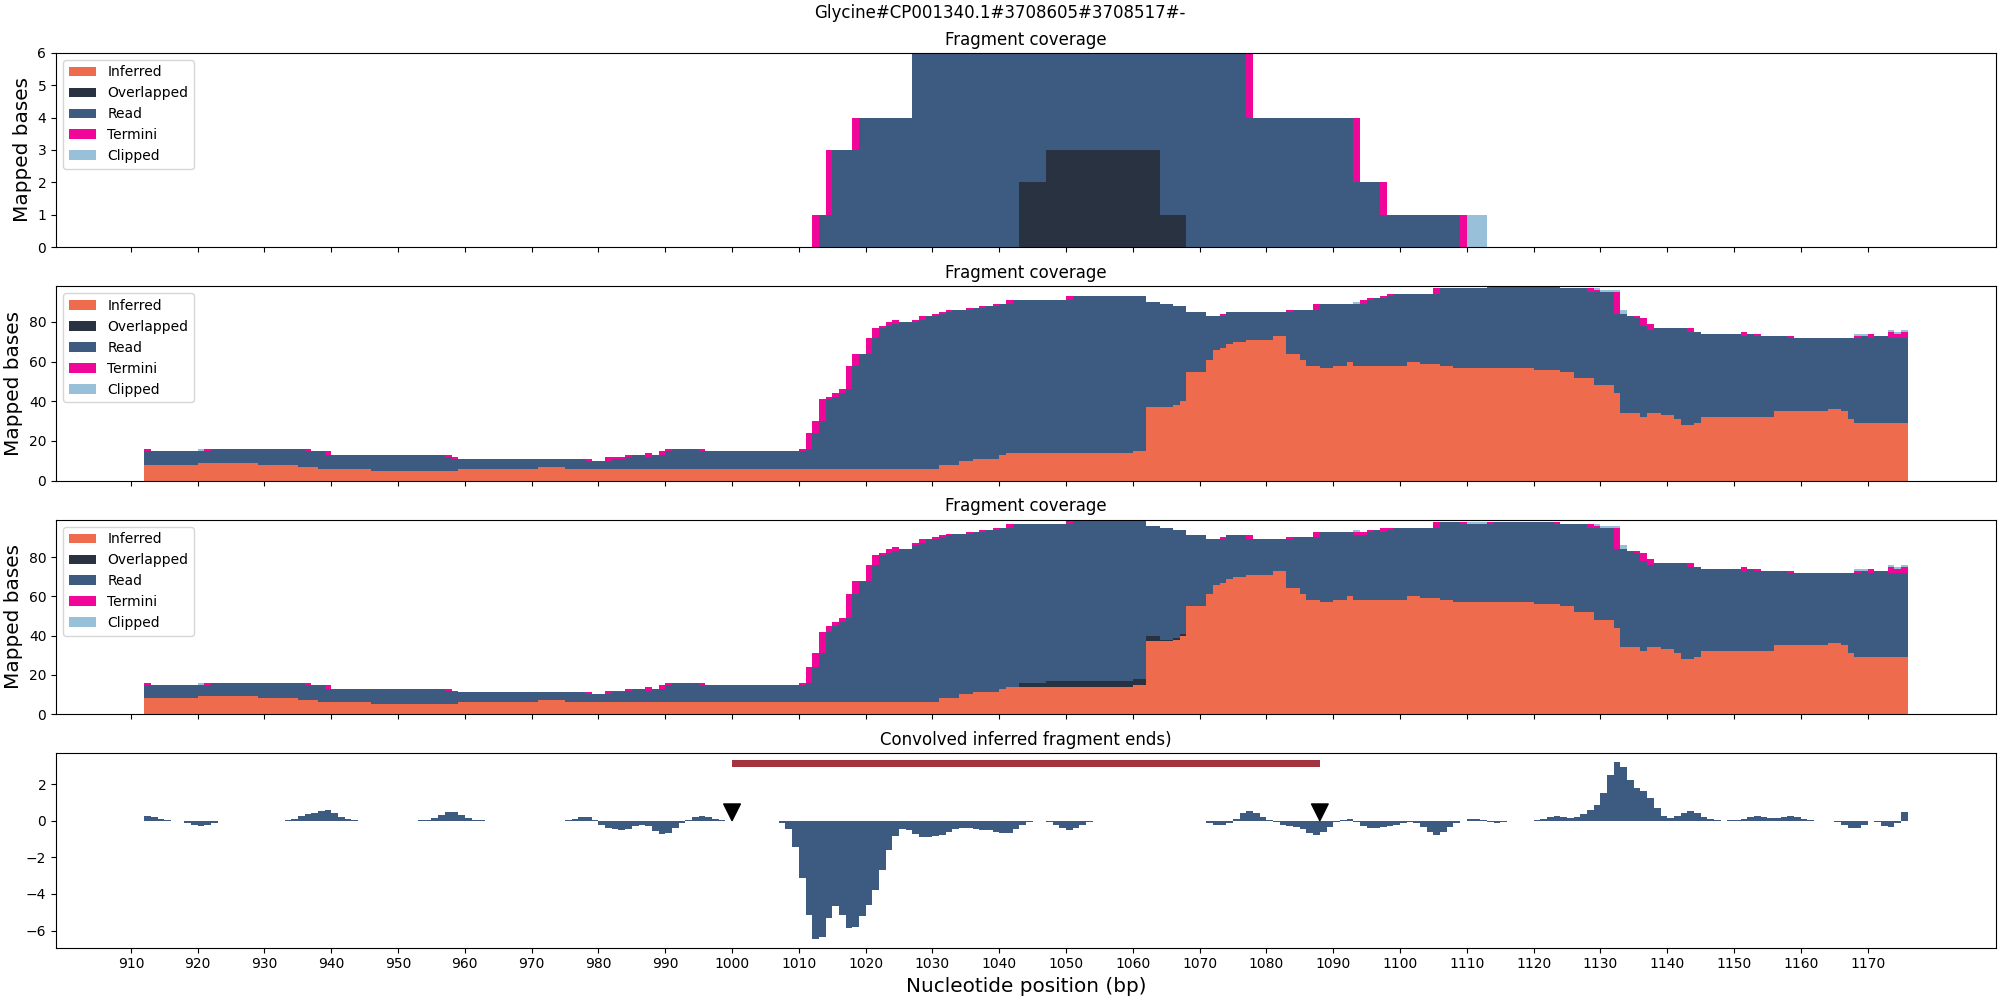 Glycine#CP001340.1#3708605#3708517#-
Fragment coverage
Mapped bases
6
5
4
3
2
1
0
Inferred
Overlapped
Read
Termini
Clipped
Fragment coverage
Mapped bases
80
60
40
20
0
Inferred
Overlapped
Read
Termini
Clipped
Fragment coverage
Mapped bases
80
60
40
20
0
Inferred
Overlapped
Read
Termini
Clipped
Convolved inferred fragment ends)
2
0
−2
−4
−6
910 920 930 940 950 960 970 980 990 1000 1010 1020 1030 1040 1050 1060 1070 1080 1090 1100 1110 1120 1130 1140 1150 1160 1170
Nucleotide position (bp)